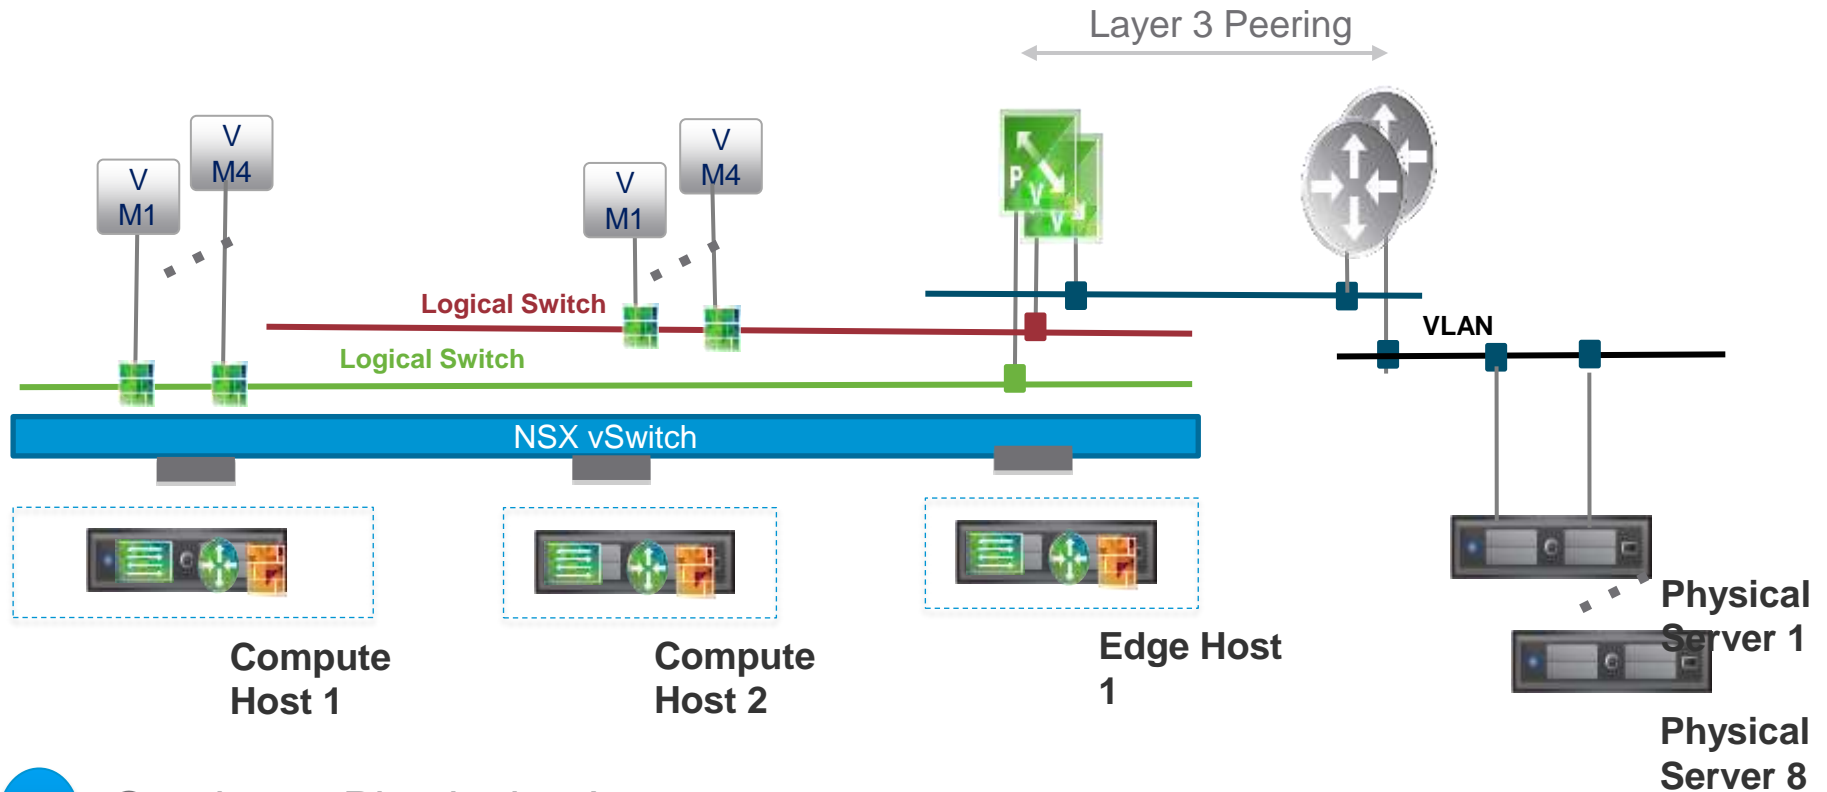 Layer 3 Peering
V
M1
V
M4
V
M1
V
M4
P
V
V
Logical Switch
VLAN
Logical Switch
NSX vSwitch
Compute
Host 1
Compute
Host 2
Edge Host
1
Physical
Server 1
Physical
Server 8